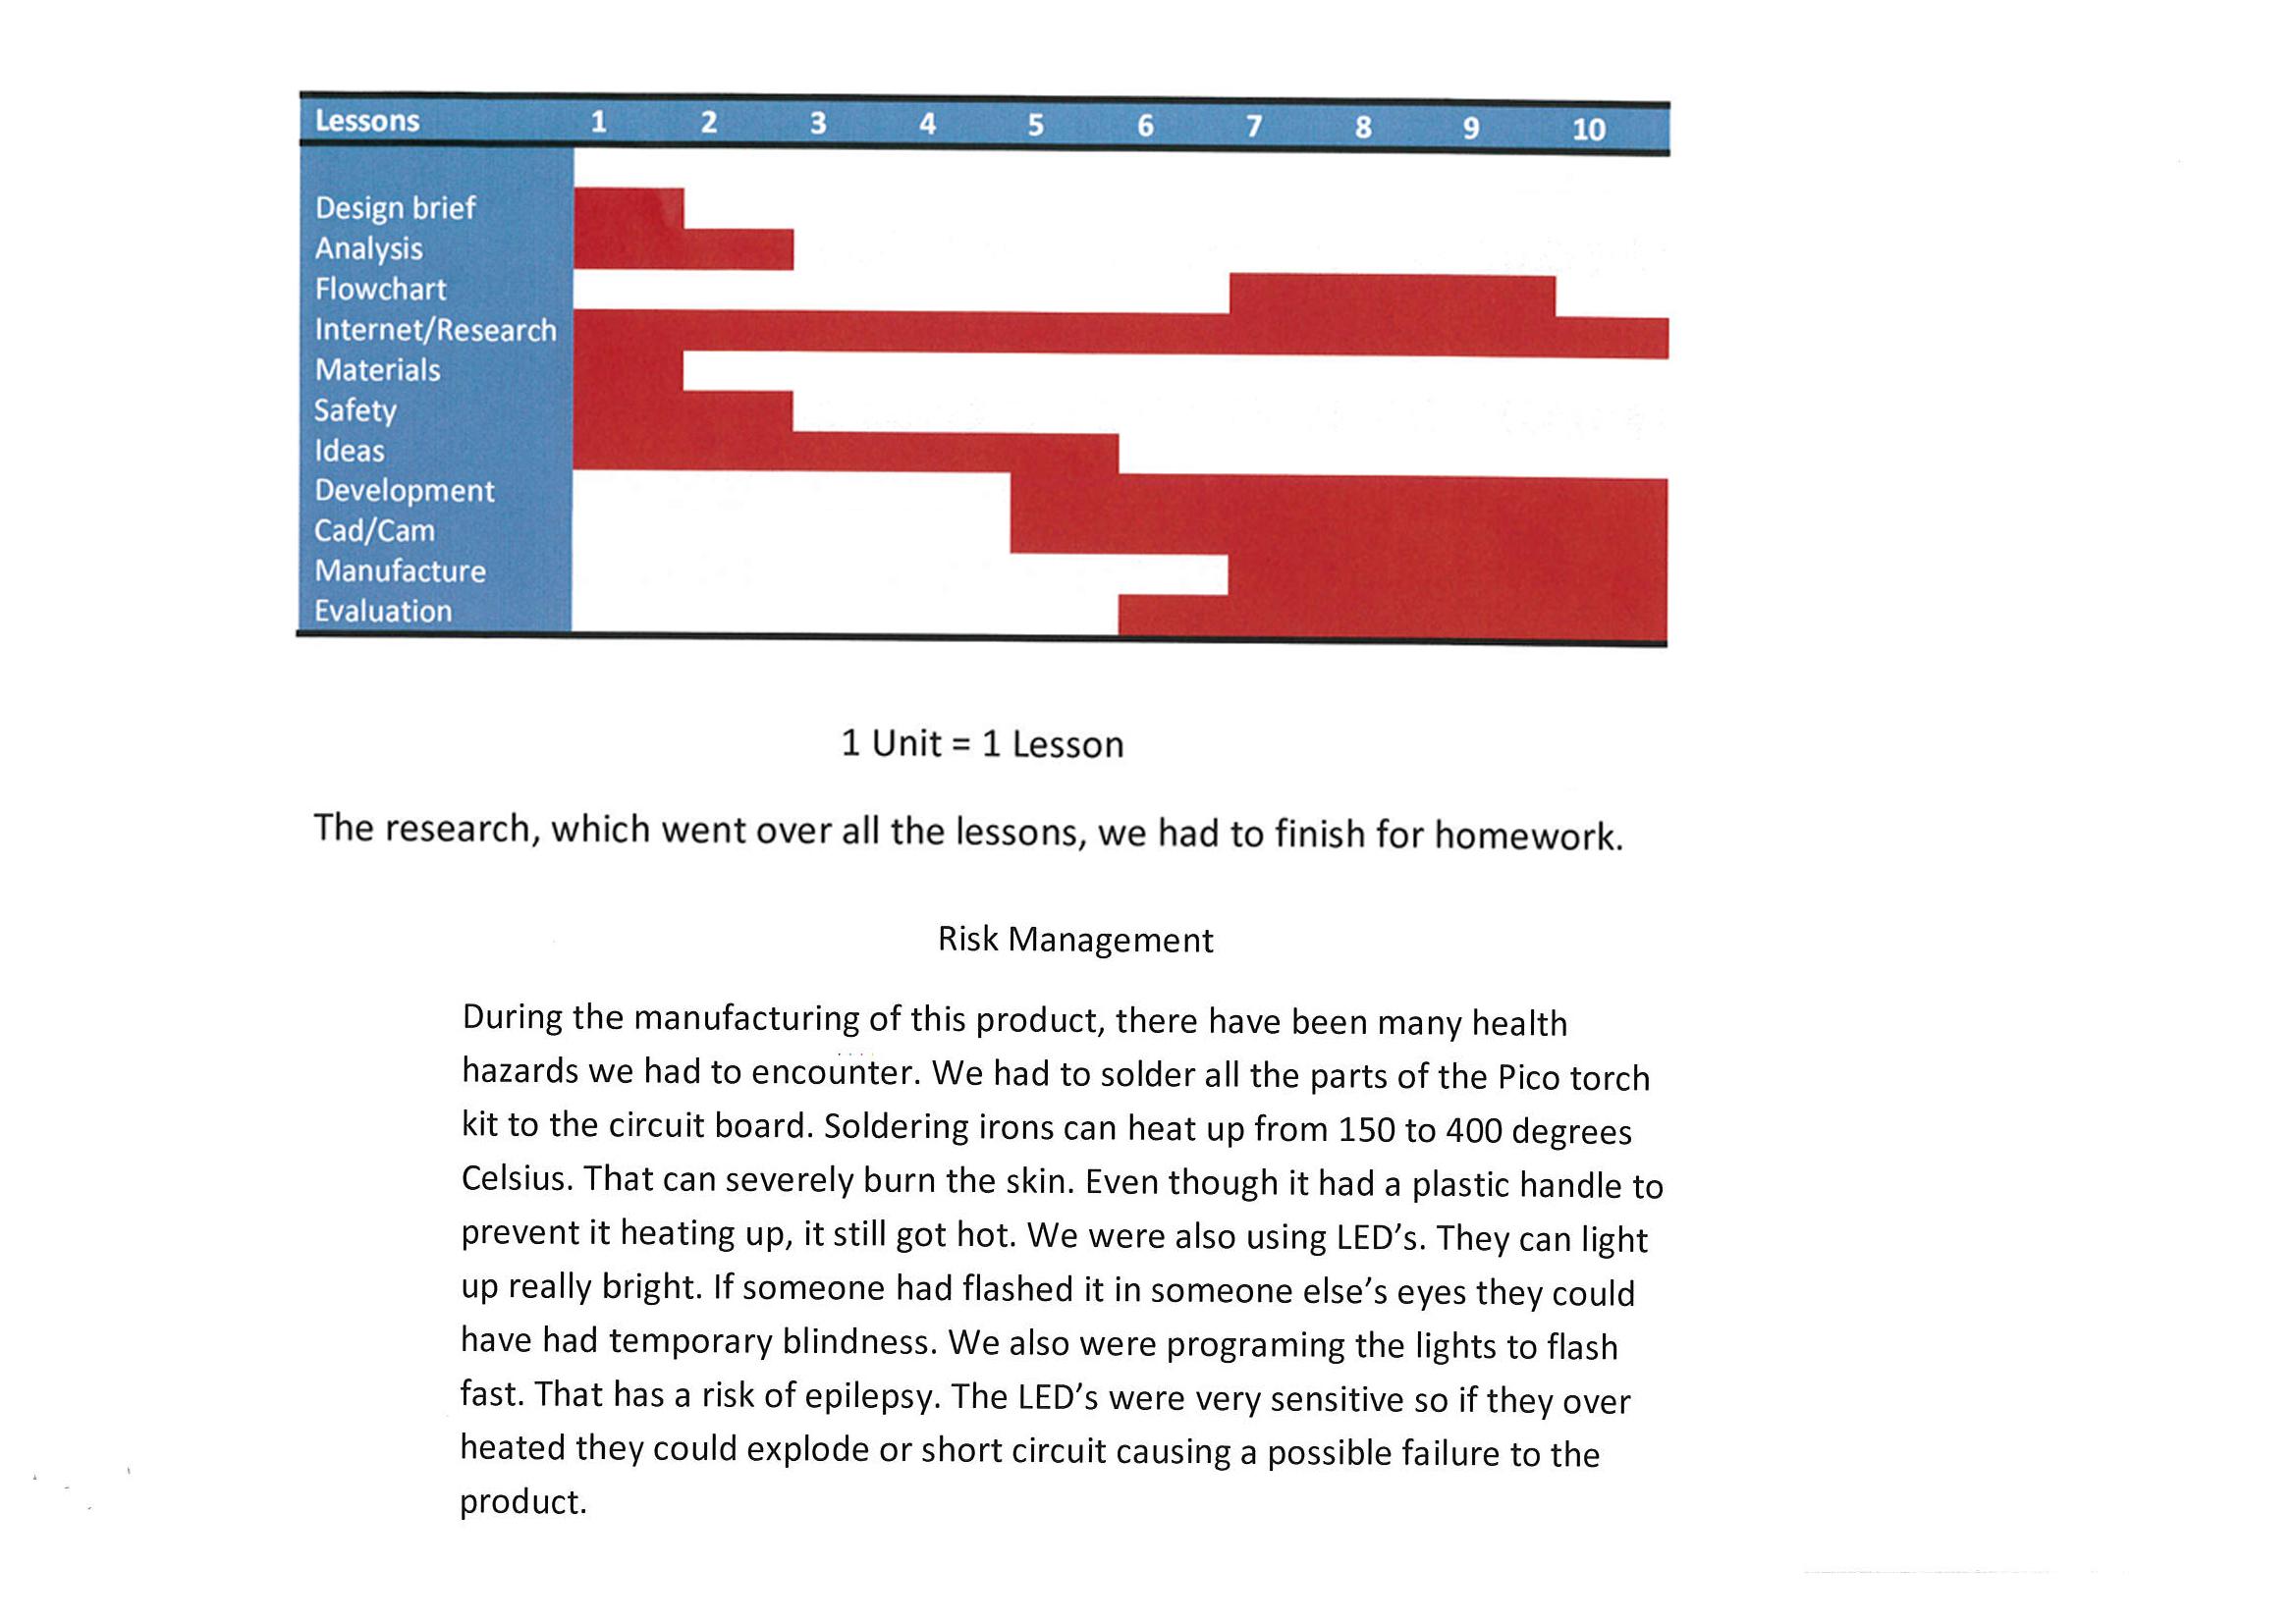 Lessons 1 2 3 4 5 6 7 8 9 10
Design brief
Analysis
Flowchart
Internet/Research
Materials
Safety
Ideas
Development
Cad/Cam
Manufacture
Evaluation
1 Unit = 1 Lesson
The research, which went over all the lessons, we had to finish for homework.
Risk Management
During the manufacturing of this product, there have been many health
hazards we had to encounter. We had to solder all the parts of the Pico torch
kit to the circuit board. Soldering irons can heat up from 150 to 400 degrees
Celsius. That can severely burn the skin. Even though it had a plastic handle to
prevent it heating up, it still got hot. We were also using LED’s. They can light
up really bright. If someone had flashed it in someone else’s eyes they could
have had temporary blindness. We also were programing the lights to flash
fast. That has a risk of epilepsy. The LED’s were very sensitive so if they over
heated they could explode or short circuit causing a possible failure to the
product.